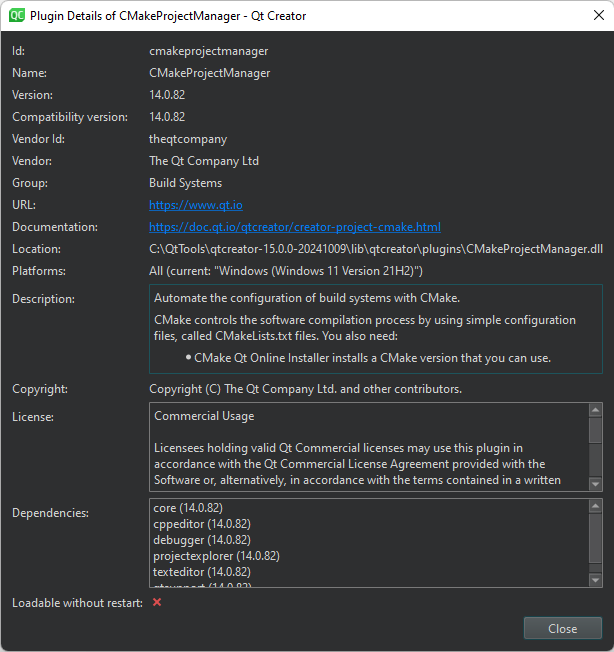 QC Plugin Details of CMakeProjectManager - Qt Creator
Id: cmakeprojectmanager
Name: CMakeProjectManager
Version: 14.0.82
Compatibility version: 14.0.82
Vendor Id: theqtcompany
Vendor: The Qt Company Ltd
Group: Build Systems
URL: https://www.qt.io
Documentation: https://doc.qt.io/qtcreator/creator-project-cmake.html
Location: C:\QtTools\qtcreator-15.0.0-20241009\lib\qtcreator\plugins\CMakeProjectManager.dll
Platforms: All (current: "Windows (Windows 11 Version 21H2)")
Description: Automate the configuration of build systems with CMake.
CMake controls the software compilation process by using simple configuration
files, called CMakeLists.txt files. You also need:
• CMake Qt Online Installer installs a CMake version that you can use.
Copyright: Copyright (C) The Qt Company Ltd. and other contributors.
License: Commercial Usage
Licensees holding valid Qt Commercial licenses may use this plugin in
accordance with the Qt Commercial License Agreement provided with the
Software or, alternatively, in accordance with the terms contained in a written
Dependencies: core (14.0.82)
cppeditor (14.0.82)
debugger (14.0.82)
projectexplorer (14.0.82)
texteditor (14.0.82)
Loadable without restart:
Close